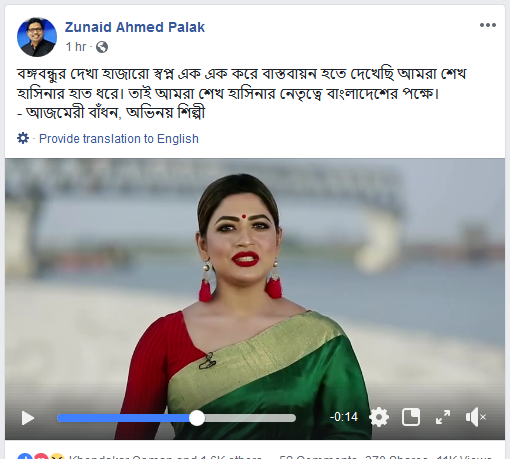 Zunaid Ahmed Palak
1 hr ·
বঙ্গবন্ধুর দেখা হাজারো স্বপ্ন এক এক করে বাস্তবায়ন হতে দেখেছি আমরা শেখ
হাসিনার হাত ধরে। তাই আমরা শেখ হাসিনার নেতৃত্বে বাংলাদেশের পক্ষে।
- আজমেরী বাঁধন, অভিনয় শিল্পী
· Provide translation to English
-0:14